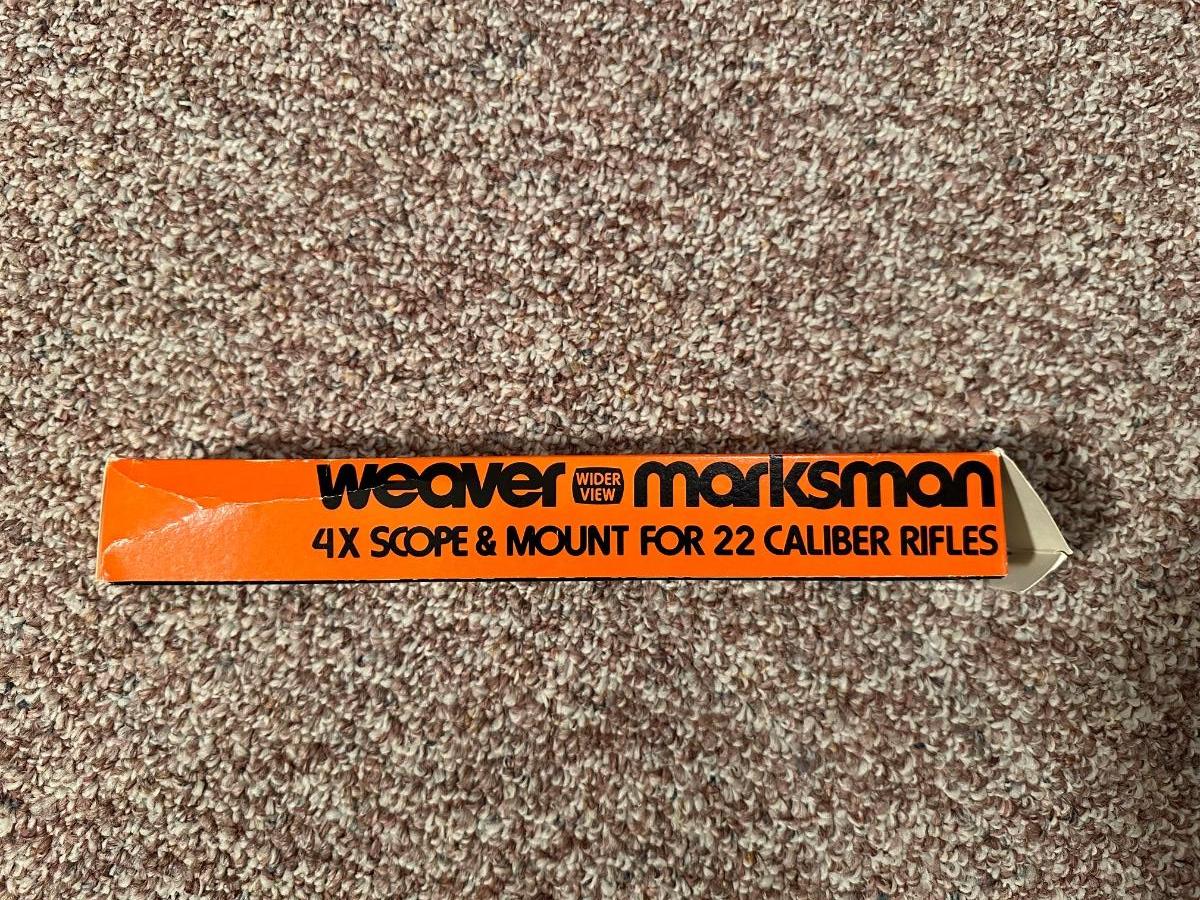 weaver WIDER VIEW marksman
4X SCOPE & MOUNT FOR 22 CALIBER RIFLES